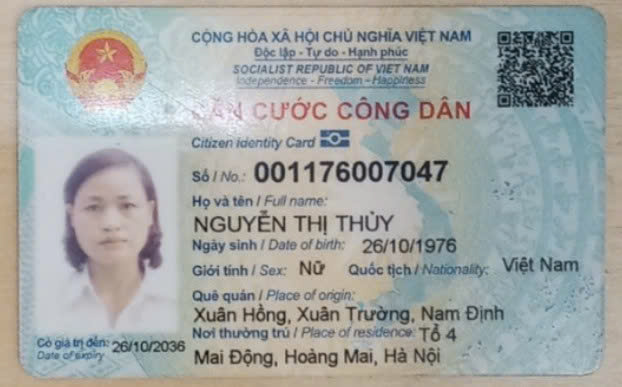 CỘNG HÒA XÃ HỘI CHỦ NGHĨA VIỆT NAM
Độc lập - Tự do - Hạnh phúc
SOCIALIST REPUBLIC OF VIET NAM
Independence - Freedom - Happiness
CĂN CƯỚC CÔNG DÂN
Citizen Identity Card
Số / No.: 001176007047
Họ và tên / Full name:
NGUYỄN THỊ THỦY
Ngày sinh / Date of birth: 26/10/1976
Giới tính / Sex: Nữ Quốc tịch / Nationality: Việt Nam
Quê quán / Place of origin:
Xuân Hồng, Xuân Trường, Nam Định
Nơi thường trú / Place of residence: Tổ 4
Mai Động, Hoàng Mai, Hà Nội
Có giá trị đến: 26/10/2036
Date of expiry